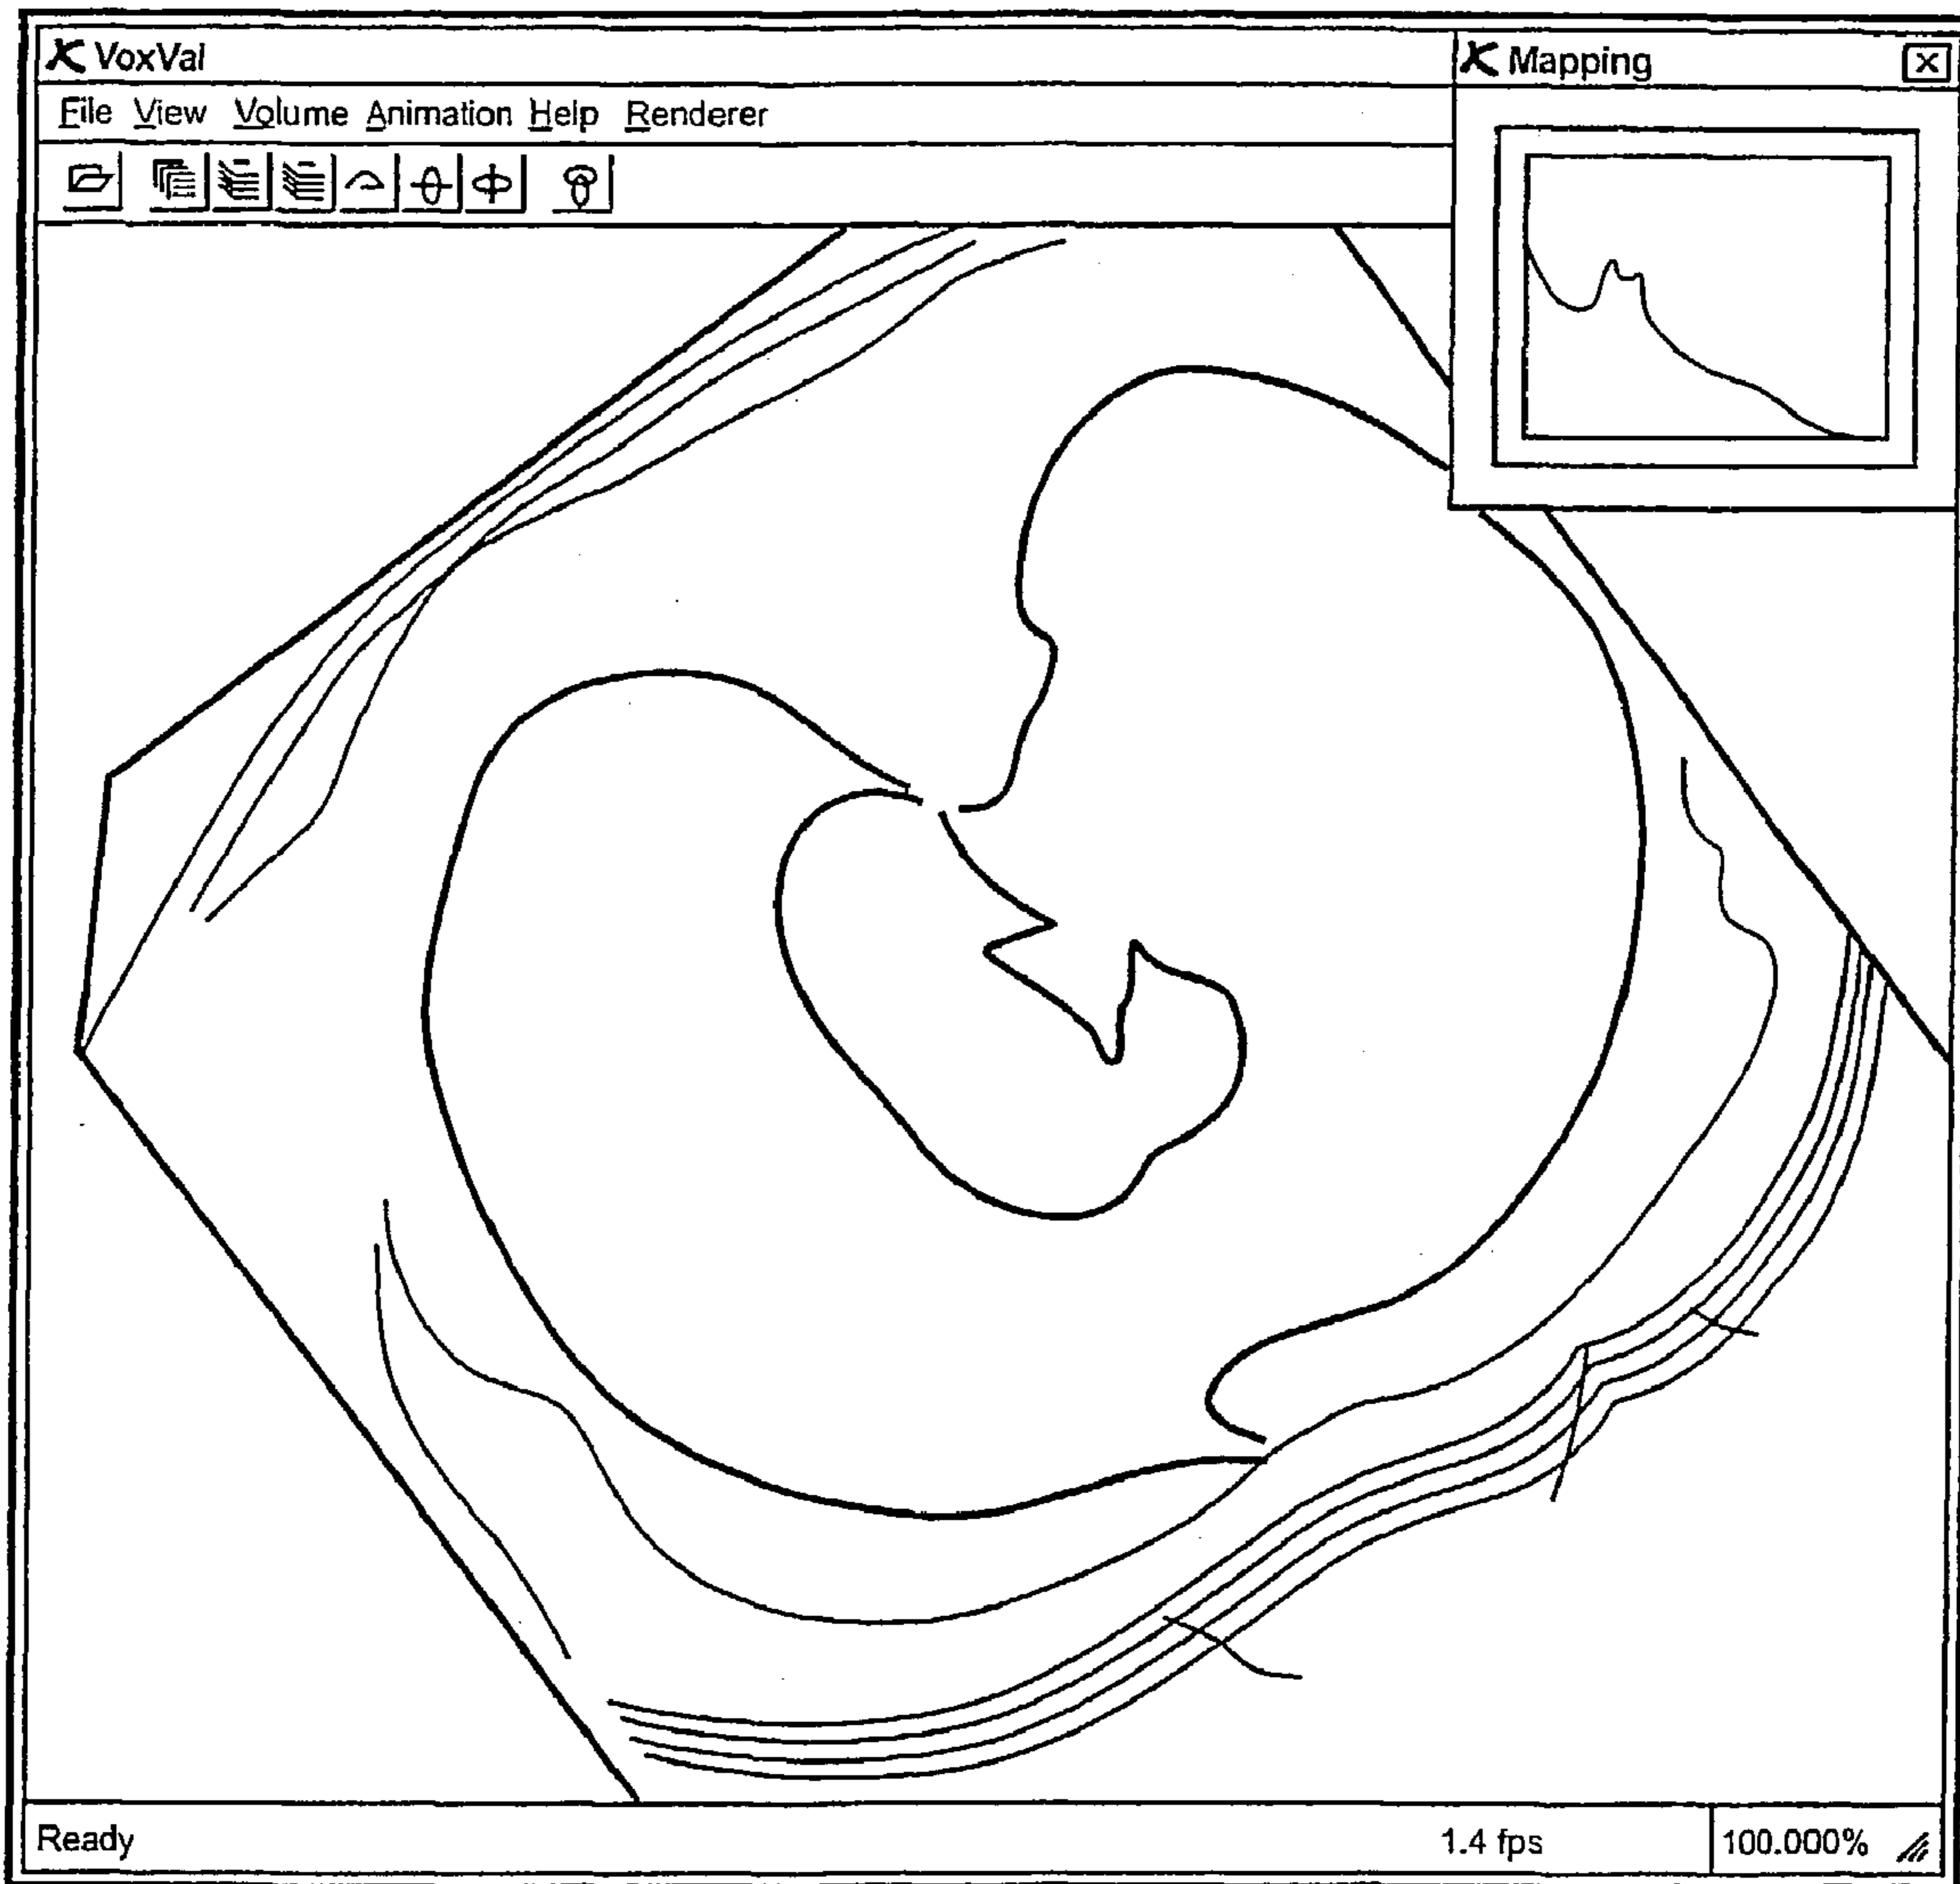 VoxVal
Mapping
File View Volume Animation Help Renderer
Ready 1.4 fps 100.000%